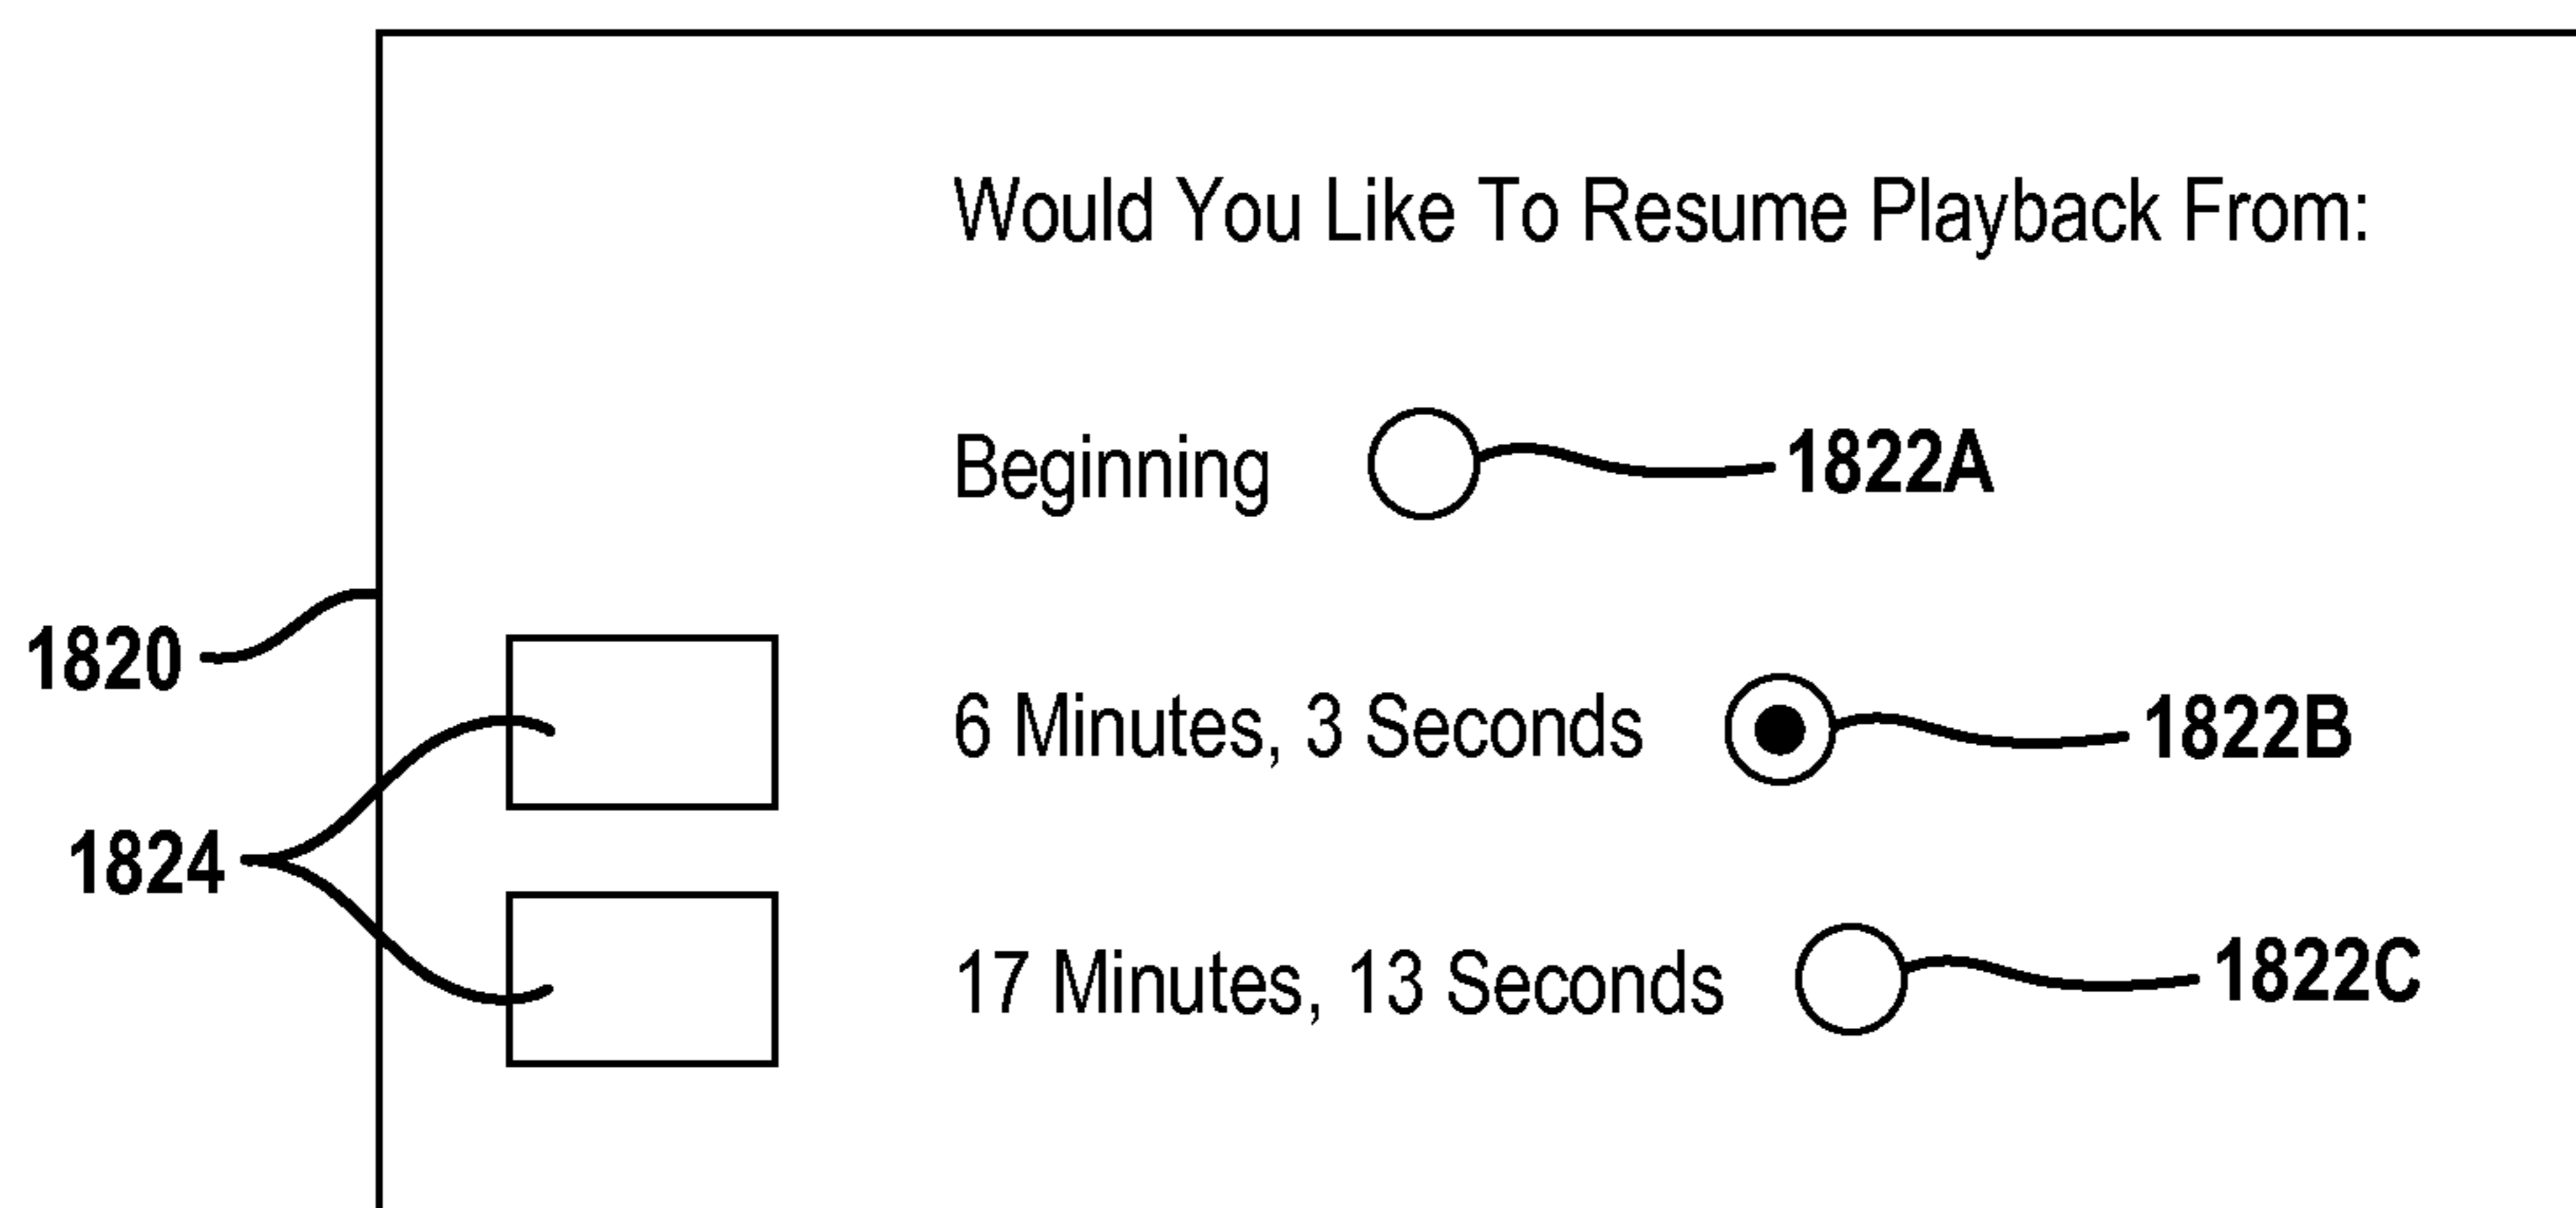 Would You Like To Resume Playback From:
Beginning 1822A
1820
6 Minutes, 3 Seconds 1822B
1824
17 Minutes, 13 Seconds 1822C